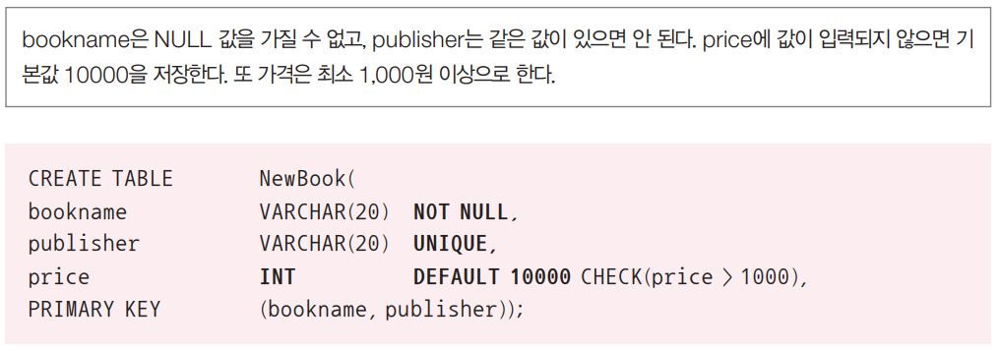 bookname은 NULL 값을 가질 수 없고, publisher는 같은 값이 있으면 안 된다. price에 값이 입력되지 않으면 기
본값 10000을 저장한다. 또 가격은 최소 1,000원 이상으로 한다.
CREATE TABLE NewBook(
bookname VARCHAR(20) NOT NULL,
publisher VARCHAR(20) UNIQUE,
price INT DEFAULT 10000 CHECK(price > 1000),
PRIMARY KEY (bookname, publisher));